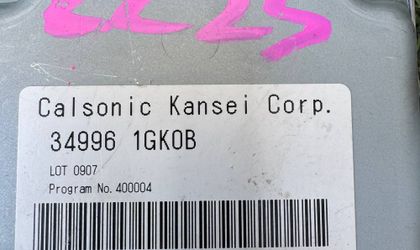 Calsonic Kansei Corp.
34996 1GK0B
LOT 0907
Program No. 400004